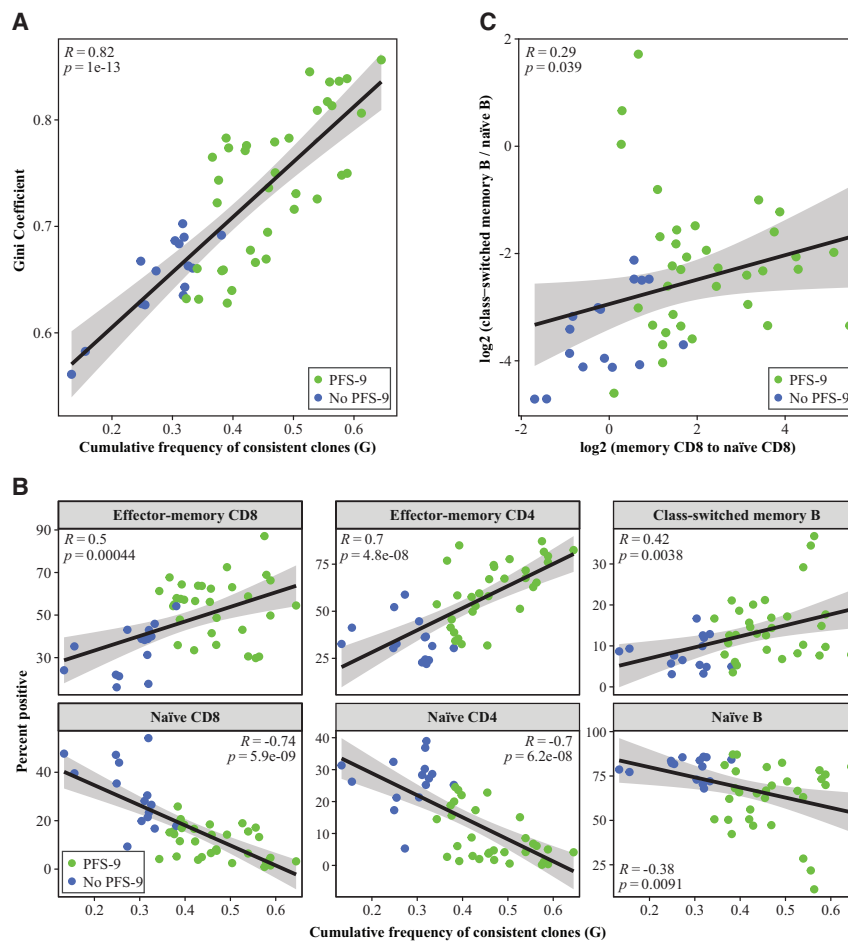 A
R = 0.82
p = 1e-13
0.8
0.7
0.6
Gini Coefficient
0.2 0.3 0.4 0.5 0.6
Cumulative frequency of consistent clones (G)
PFS-9
No PFS-9
C
R = 0.29
p = 0.039
2
0
-2
-4
log2 (class-switched memory B / naïve B)
-2 0 2 4
log2 (memory CD8 to naïve CD8)
PFS-9
No PFS-9
B
Effector-memory CD8
R = 0.5
p = 0.00044
90
70
50
30
Effector-memory CD4
R = 0.7
p = 4.8e-08
75
50
25
Class-switched memory B
R = 0.42
p = 0.0038
30
20
10
0
Percent positive
Naïve CD8
R = -0.74
p = 5.9e-09
40
20
0
PFS-9
No PFS-9
0.2 0.3 0.4 0.5 0.6
Naïve CD4
R = -0.7
p = 6.2e-08
40
30
20
10
0
0.2 0.3 0.4 0.5 0.6
Naïve B
100
75
50
25
R = -0.38
p = 0.0091
0.2 0.3 0.4 0.5 0.6
Cumulative frequency of consistent clones (G)